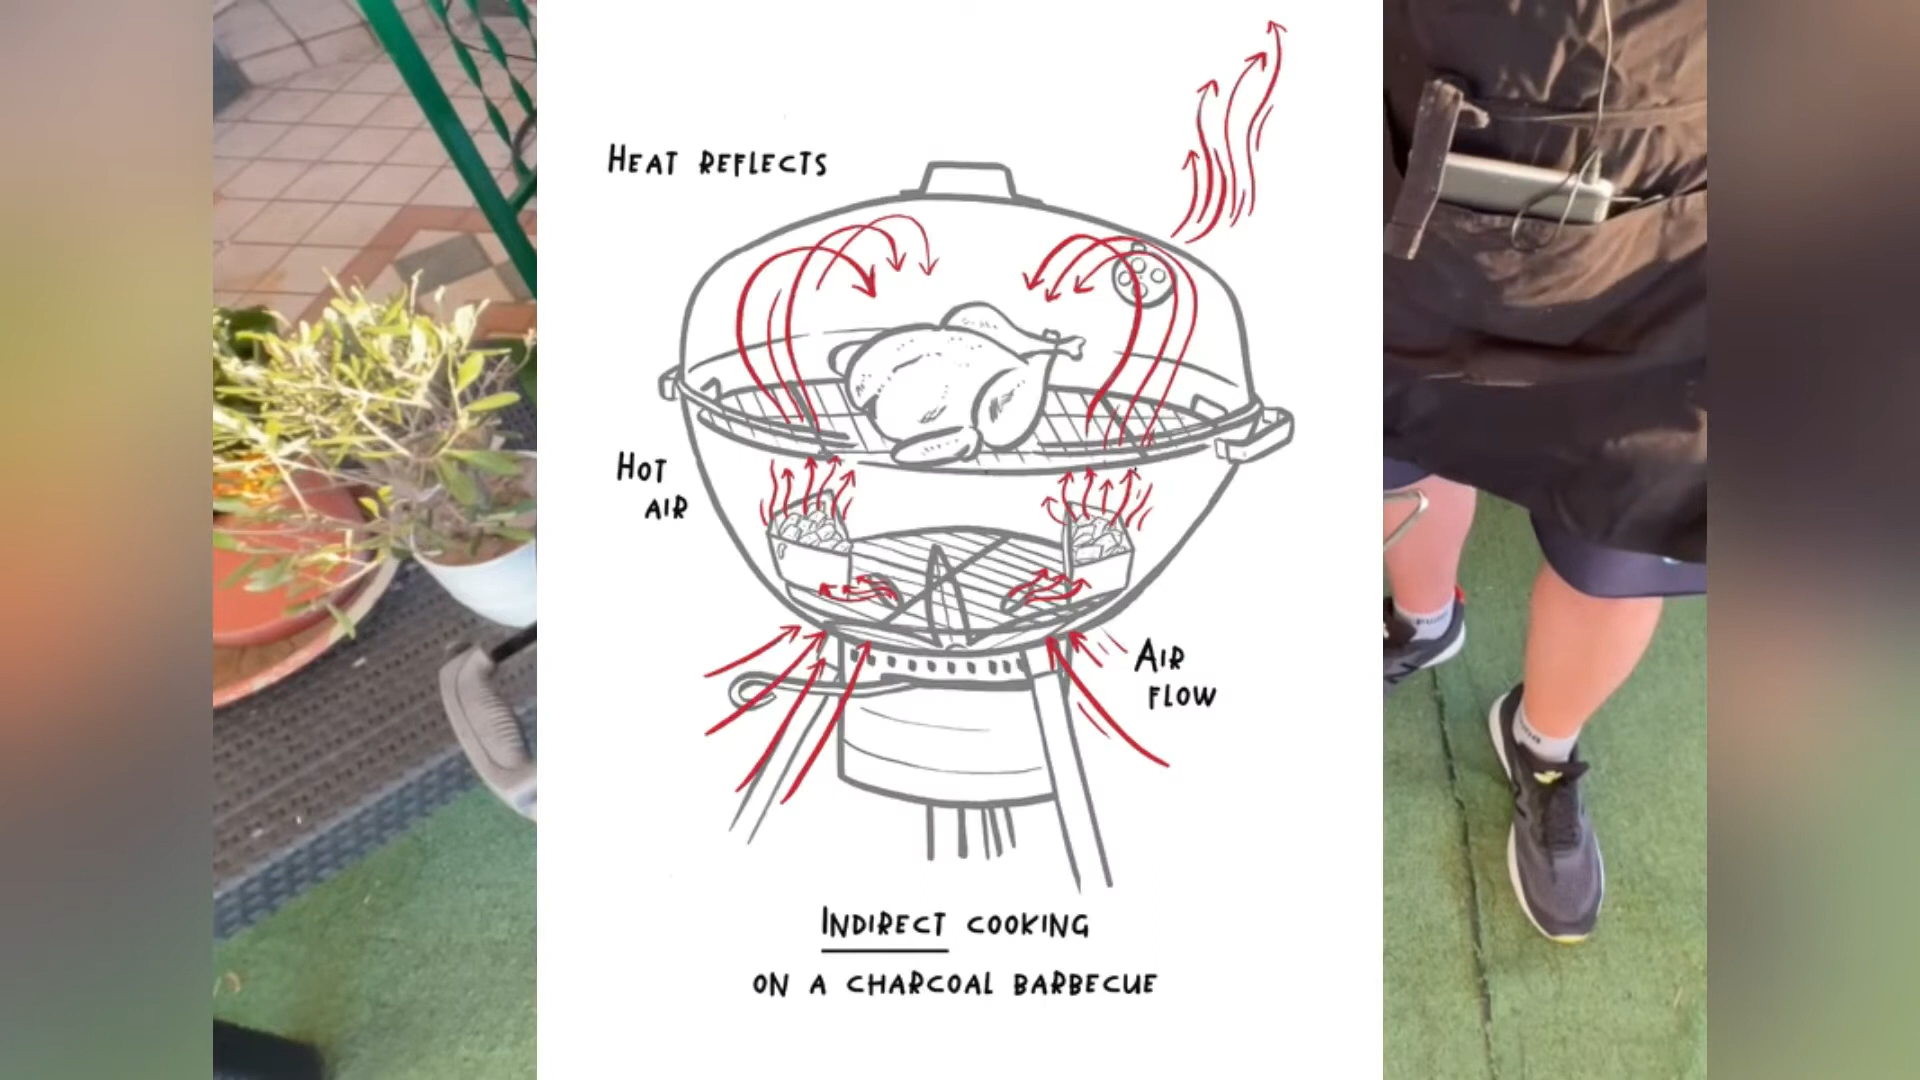 HEAT REFLECTS
HOT
AIR
AIR
FLOW
INDIRECT COOKING
ON A CHARCOAL BARBECUE